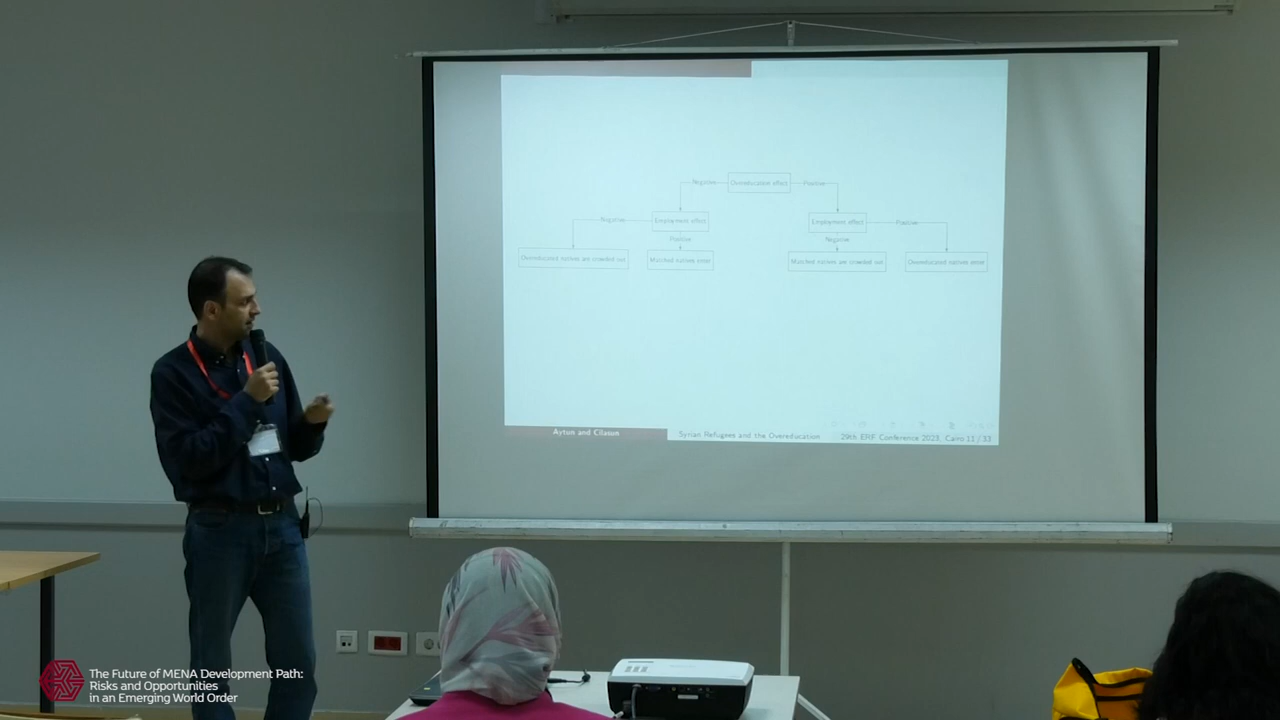 Negative
Overeducation effect
Positive
Negative
Employment effect
Employment effect
Positive
Positive
Negative
Overeducated natives are crowded out
Matched natives enter
Matched natives are crowded out
Overeducated natives enter
Aytun and Cilasun
Syrian Refugees and the Overeducation
29th ERF Conference 2023, Cairo 11 / 33
The Future of MENA Development Path:
Risks and Opportunities
in an Emerging World Order